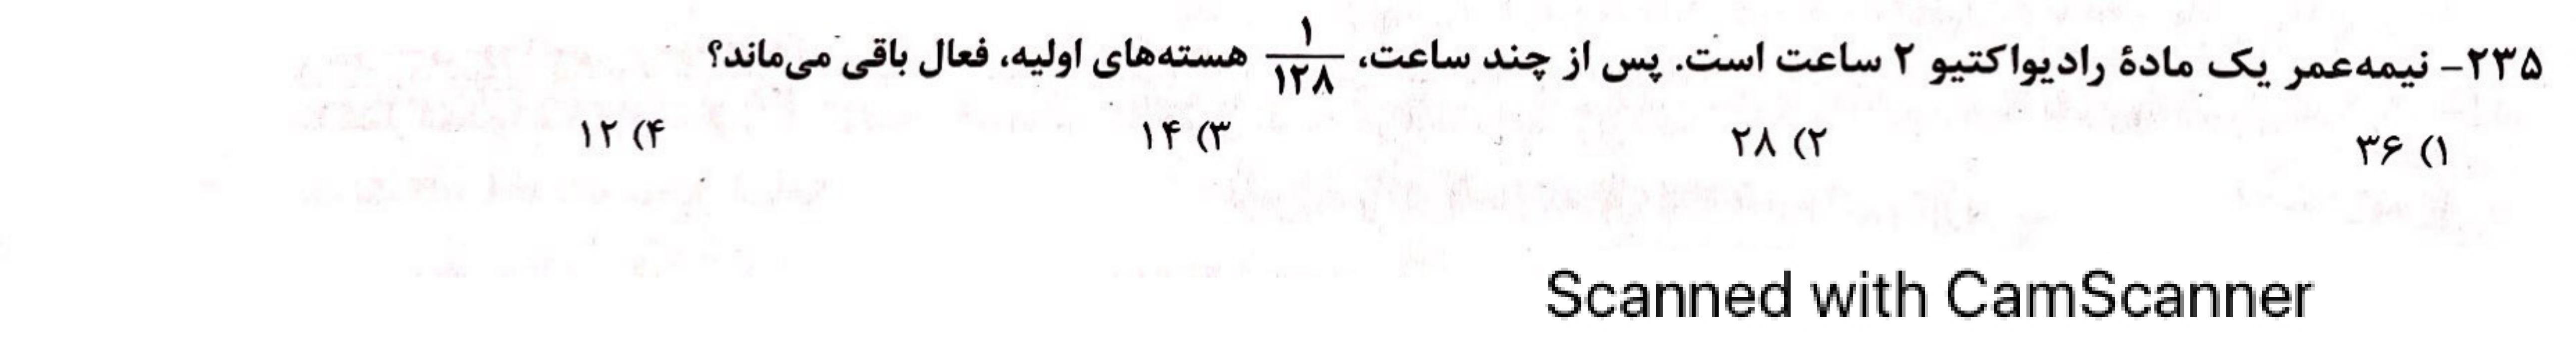 ۲۳۵- نیمه‌عمر یک مادهٔ رادیواکتیو ۲ ساعت است. پس از چند ساعت، ۱/۱۲۸ هسته‌های اولیه، فعال باقی می‌ماند؟
۱) ۳۶ ۲) ۲۸ ۳) ۱۴ ۴) ۱۲
Scanned with CamScanner